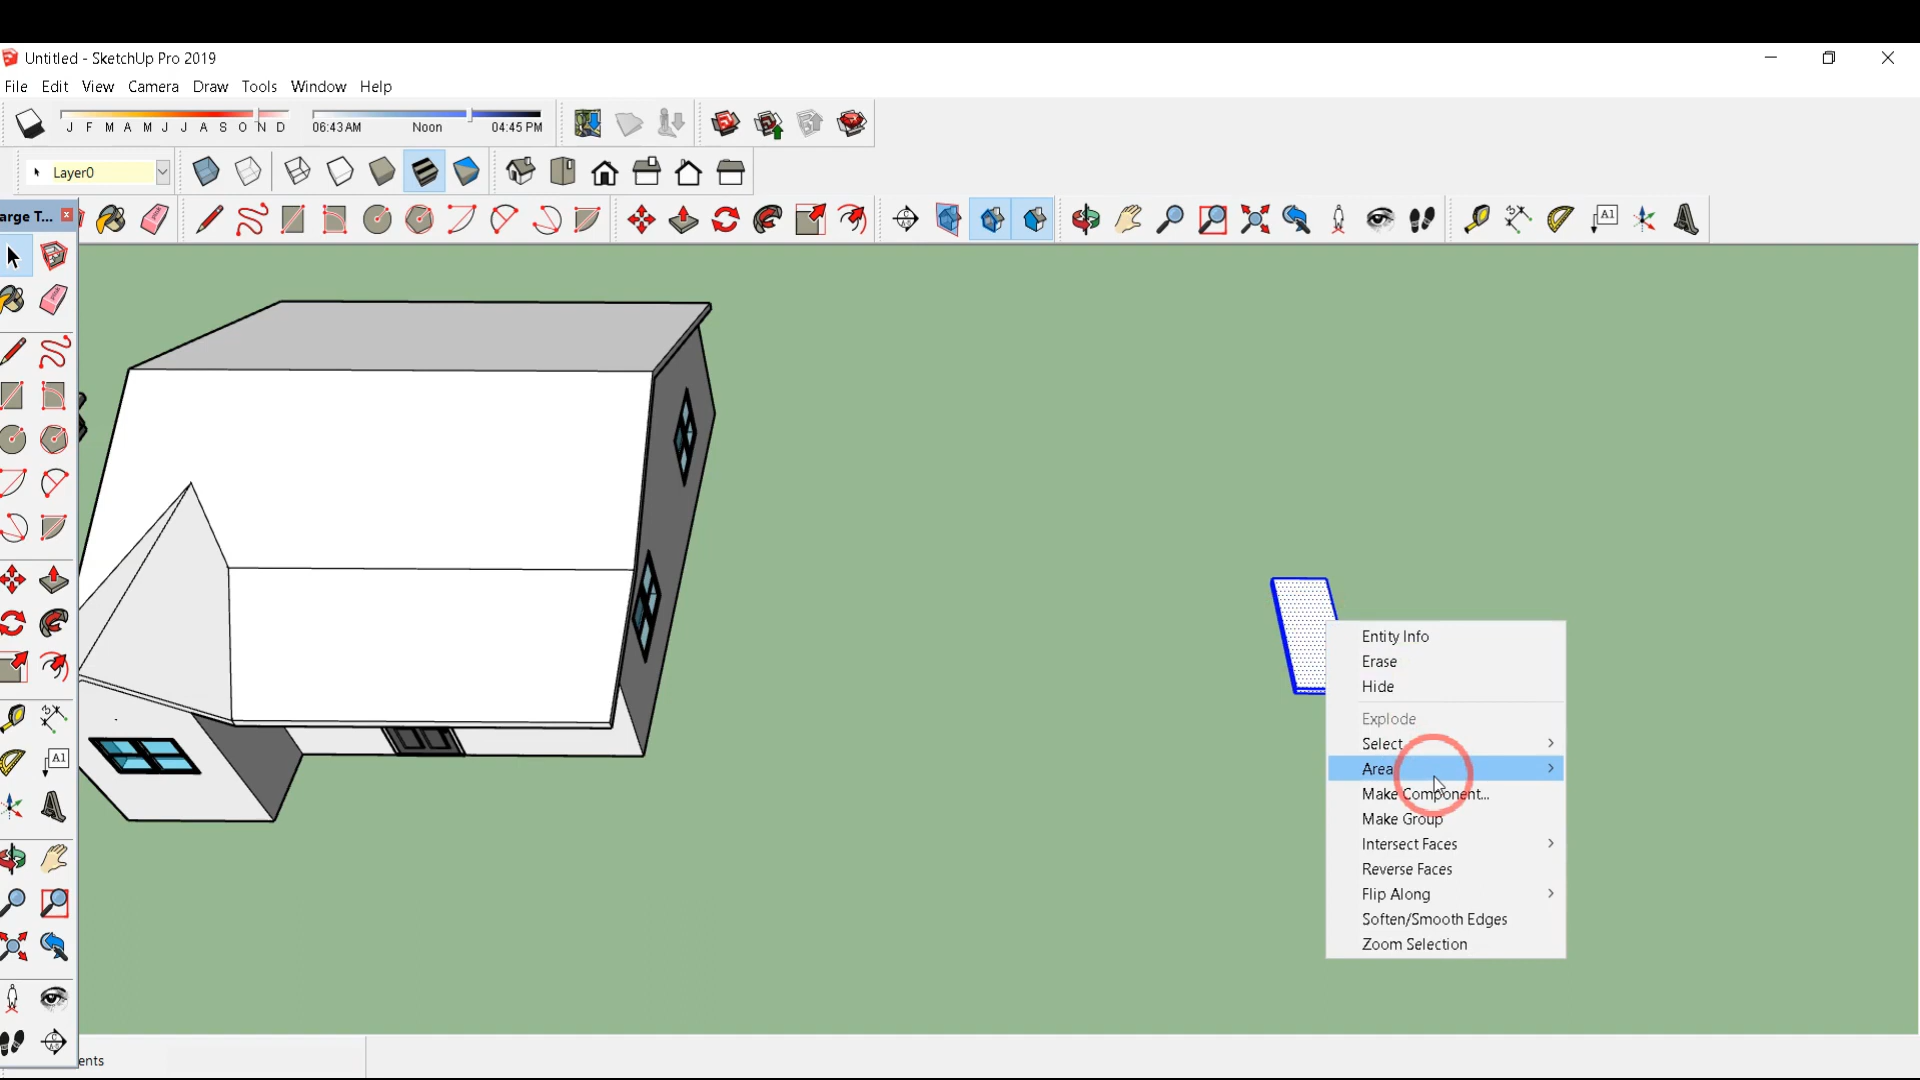 Untitled - SketchUp Pro 2019
File Edit View Camera Draw Tools Window Help
J F M A M J J A S O N D
06:43 AM Noon 04:45 PM
Layer0
arge T...
A1
A1
Entity Info
Erase
Hide
Explode
Select
Area
Make Component...
Make Group
Intersect Faces
Reverse Faces
Flip Along
Soften/Smooth Edges
Zoom Selection
ents